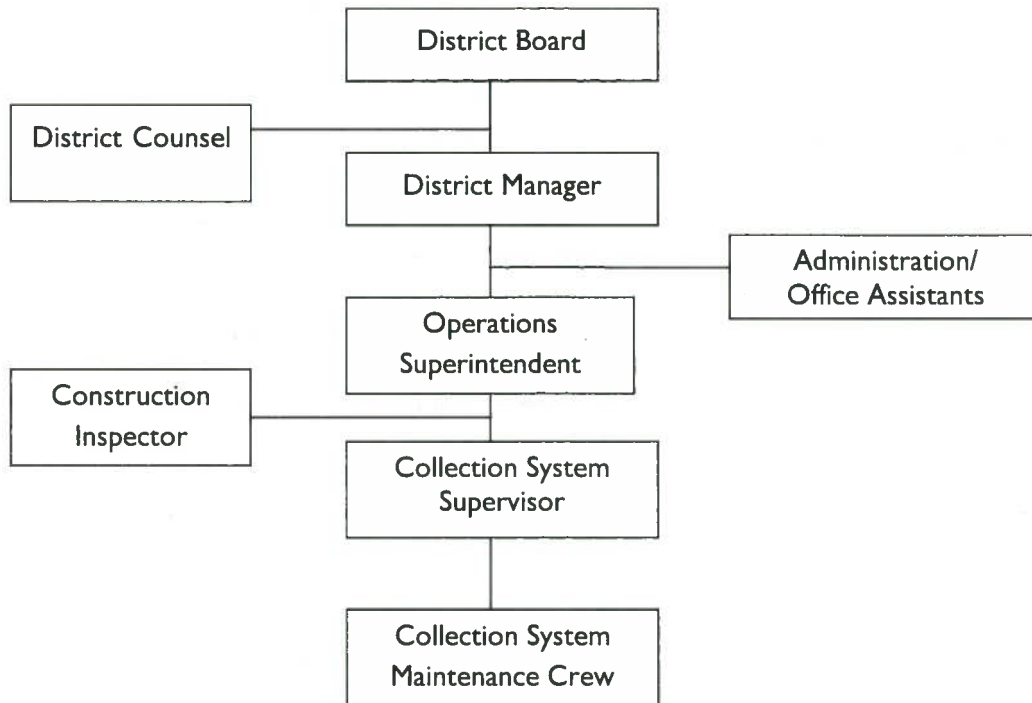 District Board
District Counsel
District Manager
Administration/
Office Assistants
Operations
Superintendent
Construction
Inspector
Collection System
Supervisor
Collection System
Maintenance Crew